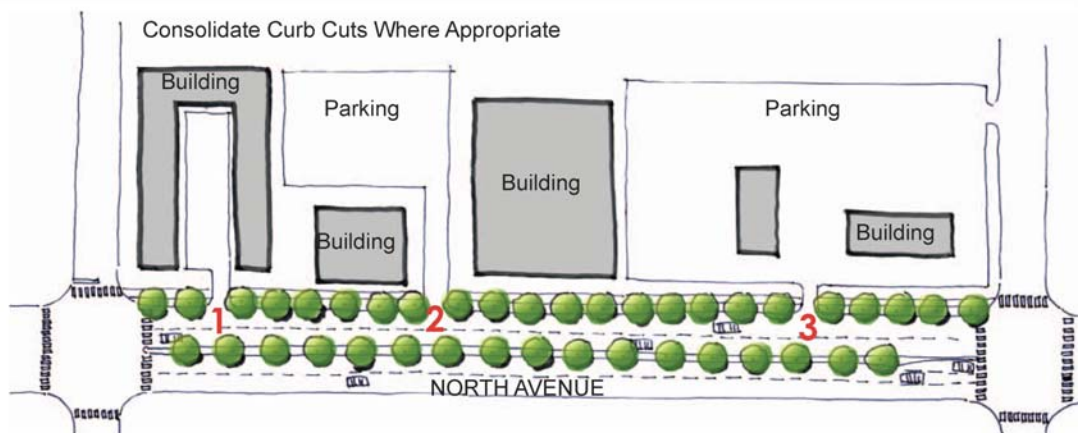 Consolidate Curb Cuts Where Appropriate
Building
Parking
Parking
Building
Building
Building
1
2
3
NORTH AVENUE